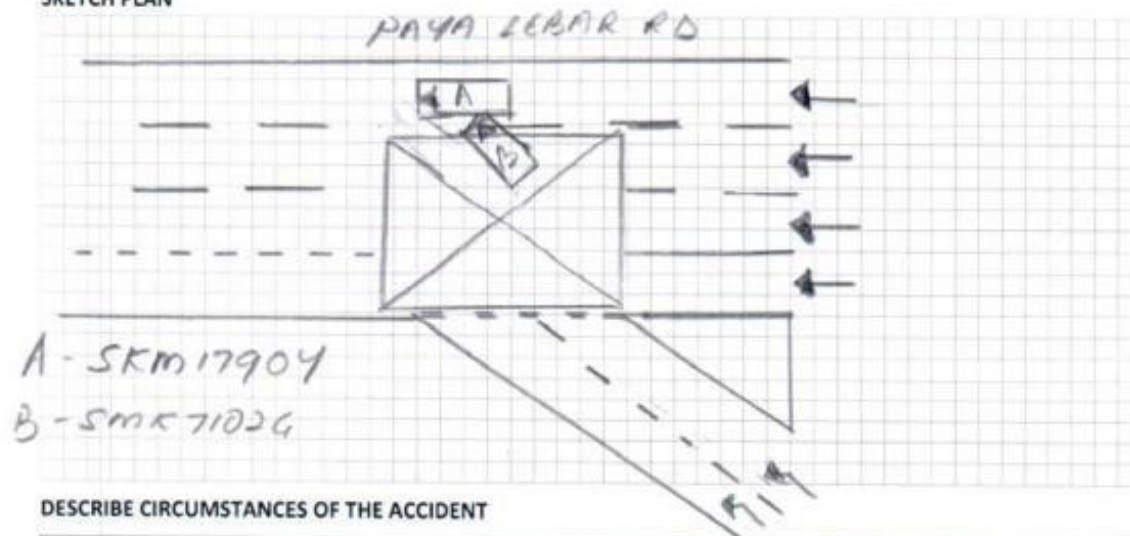 SKETCH PLAN
PAYA LEBAR RD
A
B
A - SKM1790Y
B - SMK7102G
DESCRIBE CIRCUMSTANCES OF THE ACCIDENT